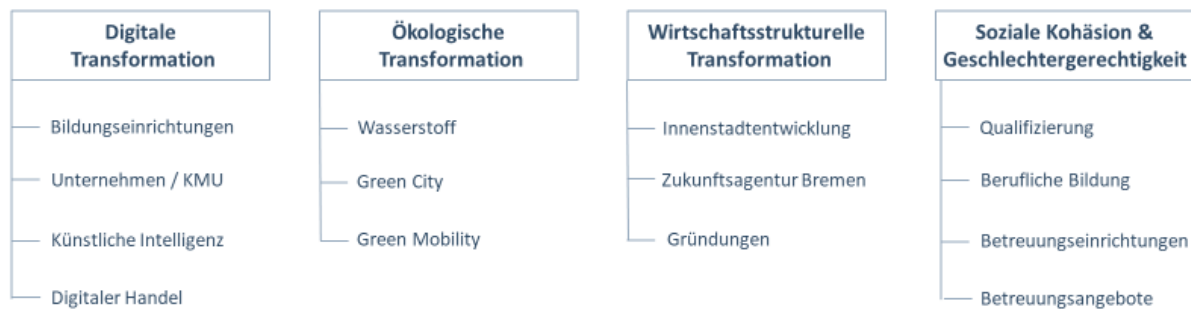 Digitale
Transformation
Bildungseinrichtungen
Unternehmen / KMU
Künstliche Intelligenz
Digitaler Handel
Ökologische
Transformation
Wasserstoff
Green City
Green Mobility
Wirtschaftsstrukturelle
Transformation
Innenstadtentwicklung
Zukunftsagentur Bremen
Gründungen
Soziale Kohäsion &
Geschlechtergerechtigkeit
Qualifizierung
Berufliche Bildung
Betreuungseinrichtungen
Betreuungsangebote